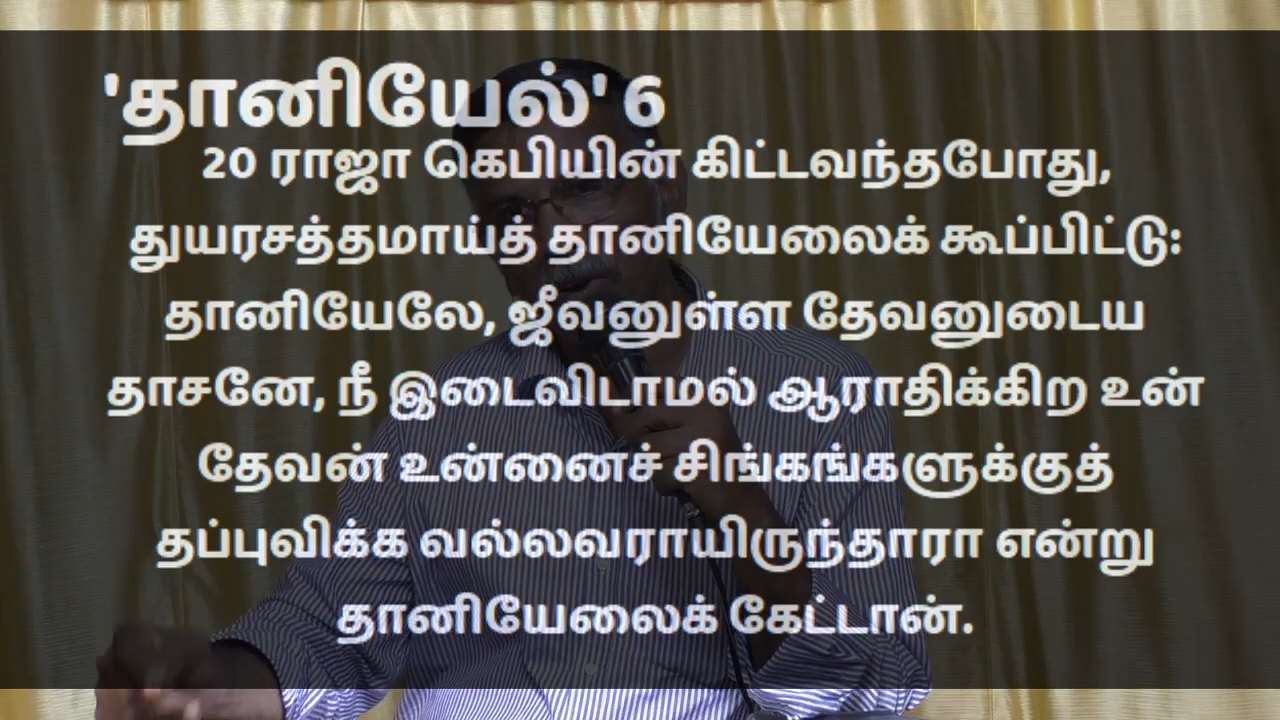 'தானியேல்' 6
20 ராஜா கெபியின் கிட்டவந்தபோது,
துயரசத்தமாய்த் தானியேலைக் கூப்பிட்டு:
தானியேலே, ஜீவனுள்ள தேவனுடைய
தாசனே, நீ இடைவிடாமல் ஆராதிக்கிற உன்
தேவன் உன்னைச் சிங்கங்களுக்குத்
தப்புவிக்க வல்லவராயிருந்தாரா என்று
தானியேலைக் கேட்டான்.